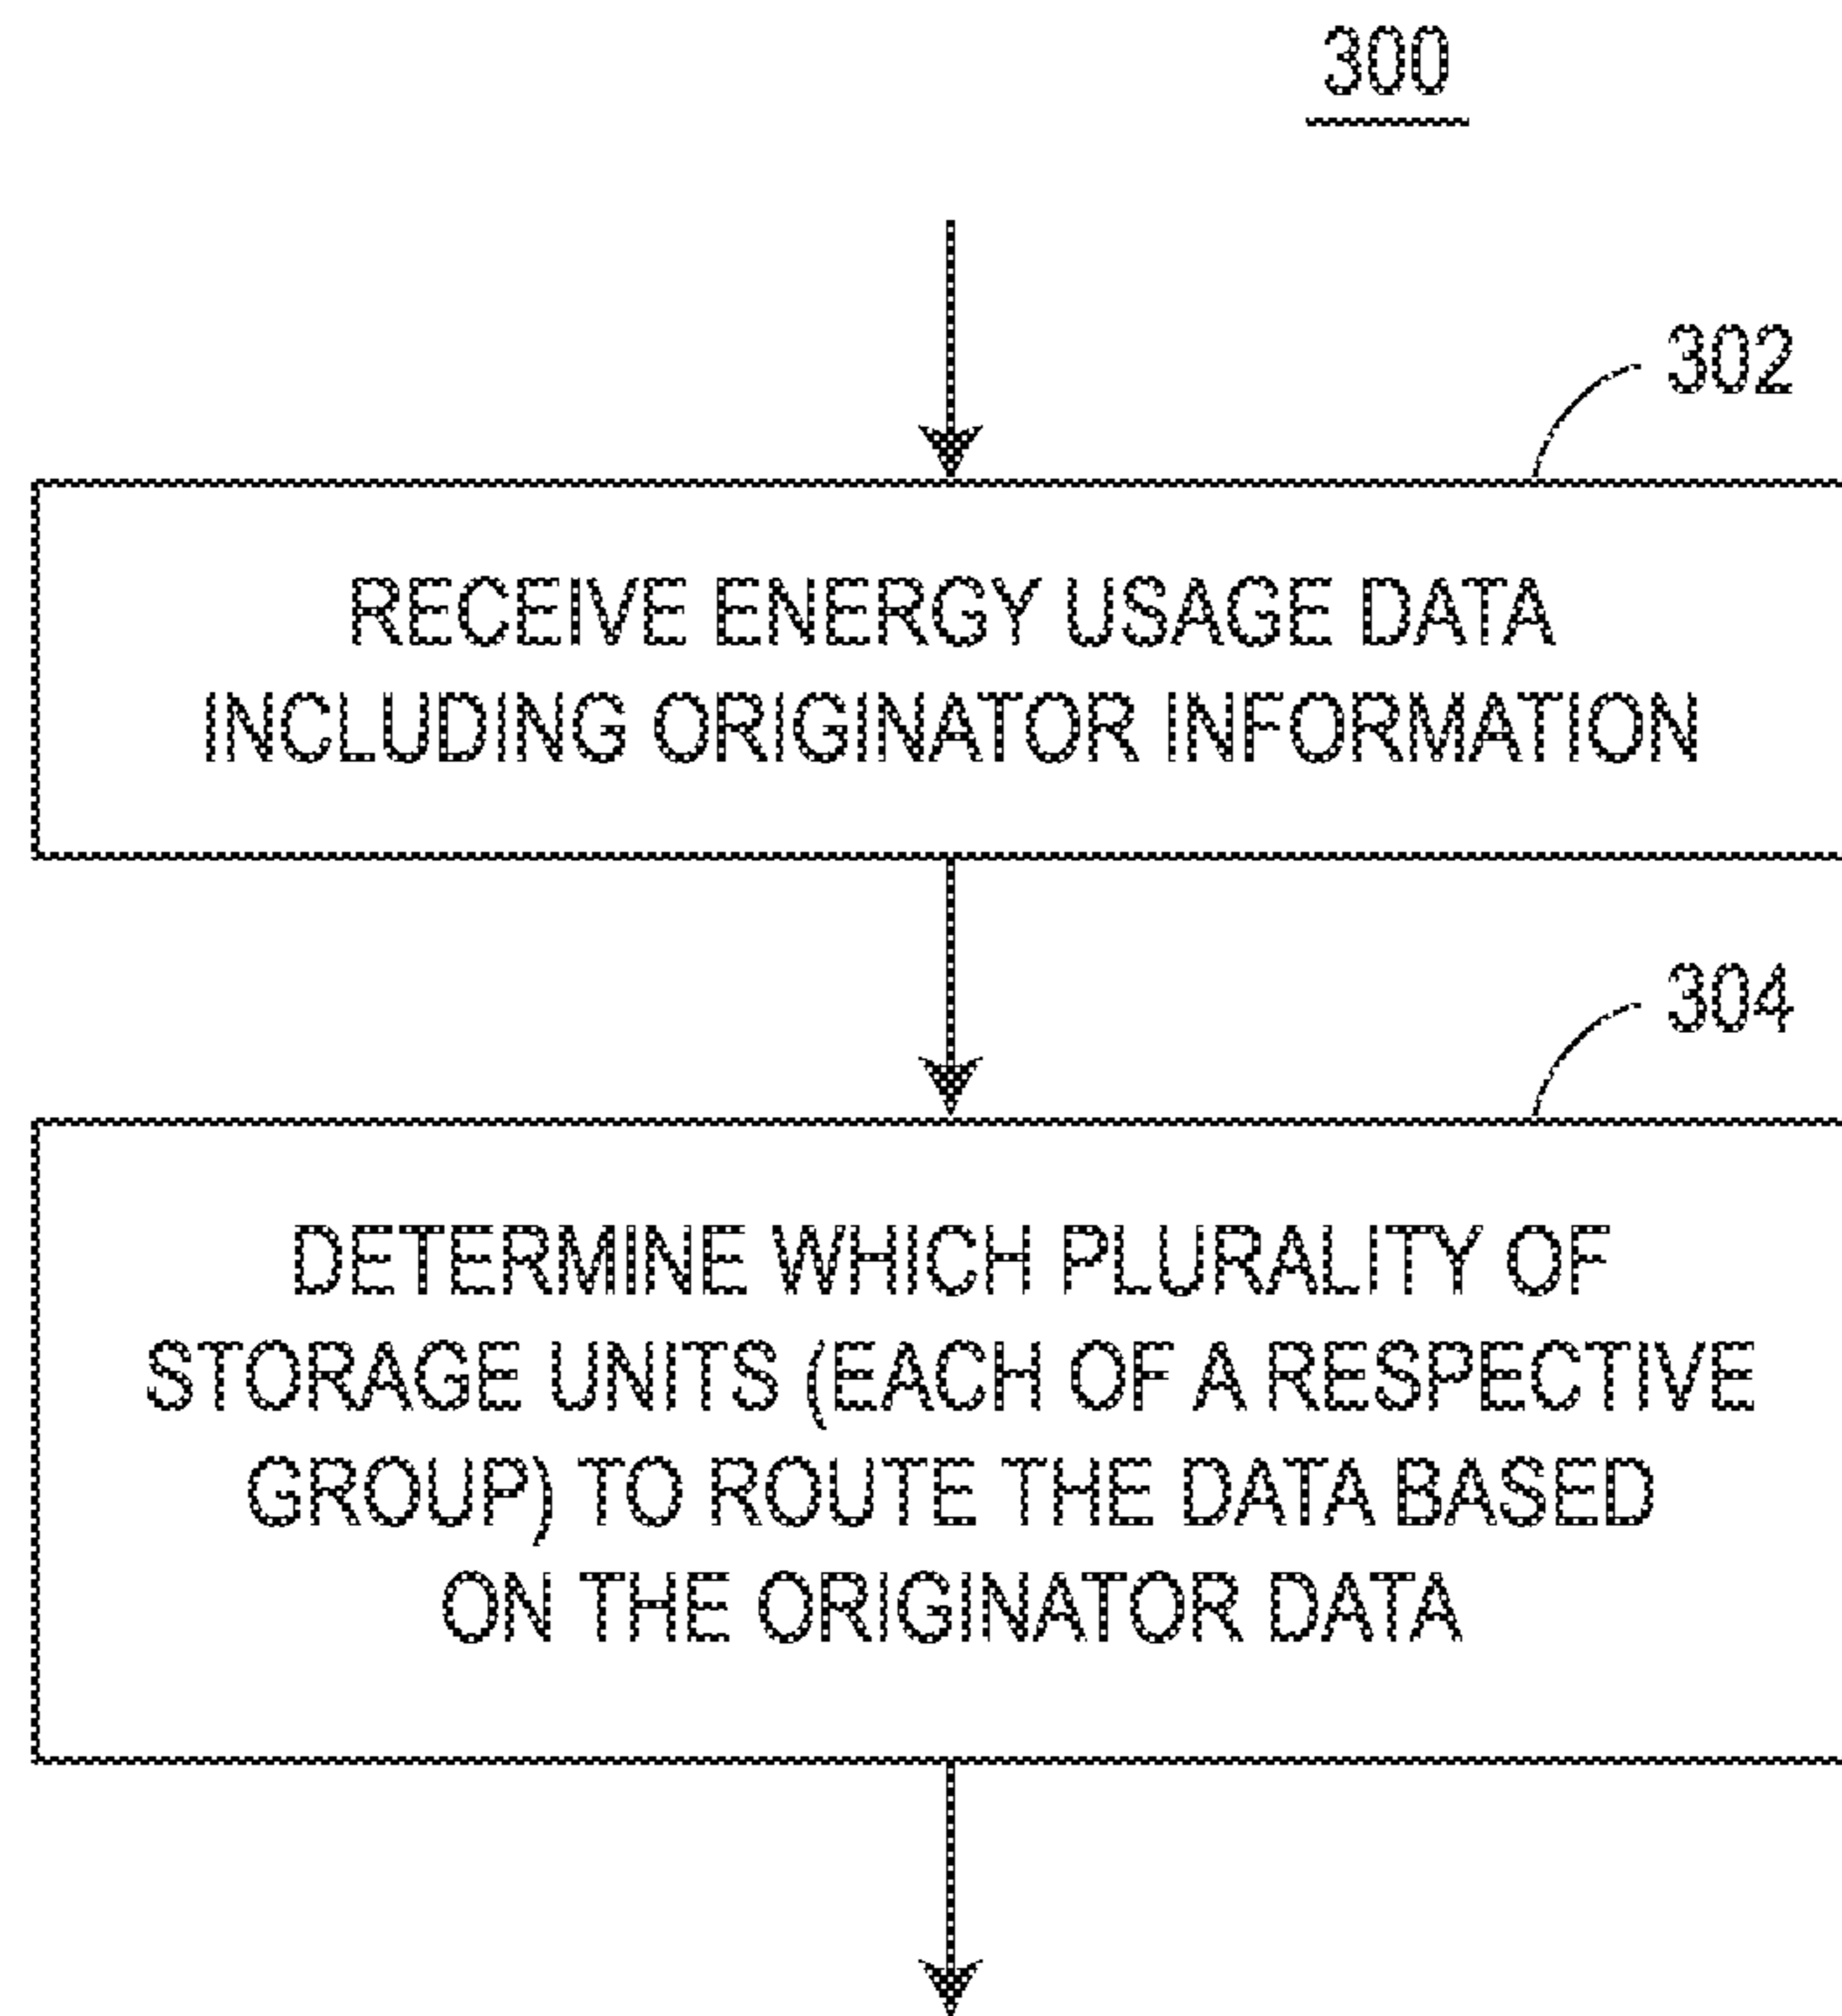 300
302
RECEIVE ENERGY USAGE DATA
INCLUDING ORIGINATOR INFORMATION
304
DETERMINE WHICH PLURALITY OF
STORAGE UNITS (EACH OF A RESPECTIVE
GROUP) TO ROUTE THE DATA BASED
ON THE ORIGINATOR DATA